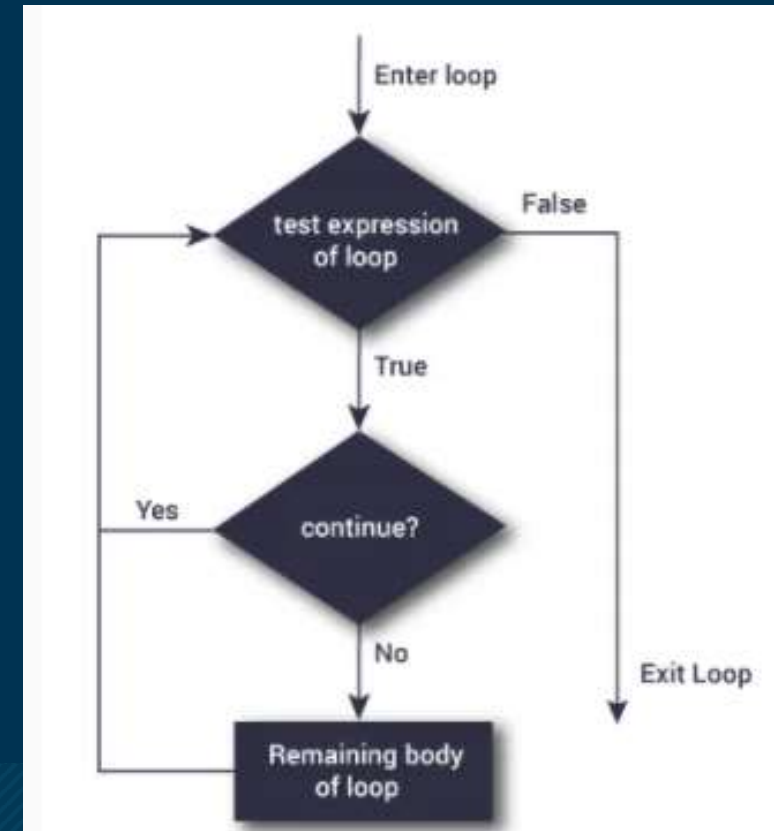 Enter loop
test expression
of loop
False
True
Yes
continue?
No
Exit Loop
Remaining body
of loop